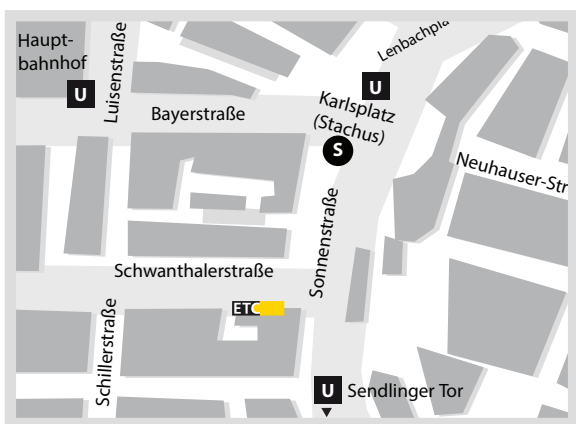 Haupt-
bahnhof
U
Luisenstraße
Bayerstraße
Lenbachpla
U
Karlsplatz
(Stachus)
S
Neuhauser-Str
Sonnenstraße
Schwanthalerstraße
ETC
Schillerstraße
U Sendlinger Tor